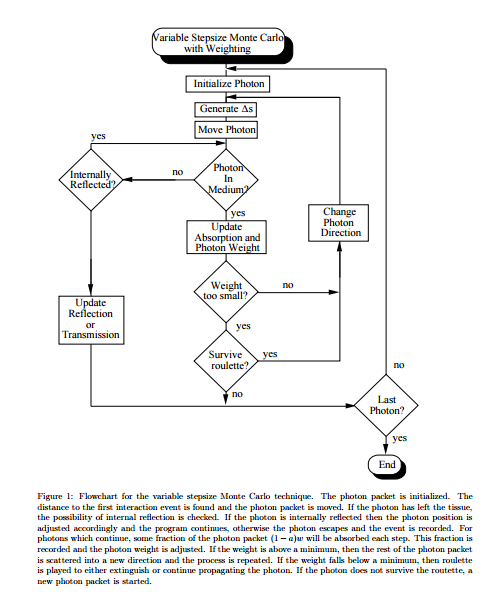 Variable Stepsize Monte Carlo
with Weighting
Initialize Photon
Generate Δs
Move Photon
yes
Internally
Reflected?
no
Photon
In
Medium?
yes
Update
Absorption and
Photon Weight
Change
Photon
Direction
Weight
too small?
no
Update
Reflection
or
Transmission
yes
Survive
roulette?
yes
no
no
Last
Photon?
yes
End
Figure 1: Flowchart for the variable stepsize Monte Carlo technique. The photon packet is initialized. The
distance to the first interaction event is found and the photon packet is moved. If the photon has left the tissue,
the possibility of internal reflection is checked. If the photon is internally reflected then the photon position is
adjusted accordingly and the program continues, otherwise the photon escapes and the event is recorded. For
photons which continue, some fraction of the photon packet (1 − a)w will be absorbed each step. This fraction is
recorded and the photon weight is adjusted. If the weight is above a minimum, then the rest of the photon packet
is scattered into a new direction and the process is repeated. If the weight falls below a minimum, then roulette
is played to either extinguish or continue propagating the photon. If the photon does not survive the routette, a
new photon packet is started.